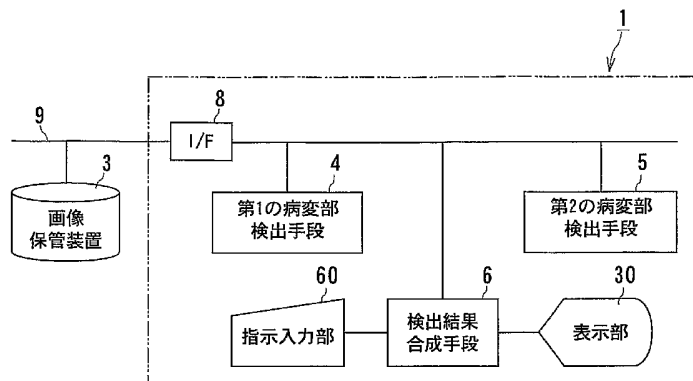 1
9
8
I/F
3
画像
保管装置
4
第1の病変部
検出手段
5
第2の病変部
検出手段
60
指示入力部
6
検出結果
合成手段
30
表示部